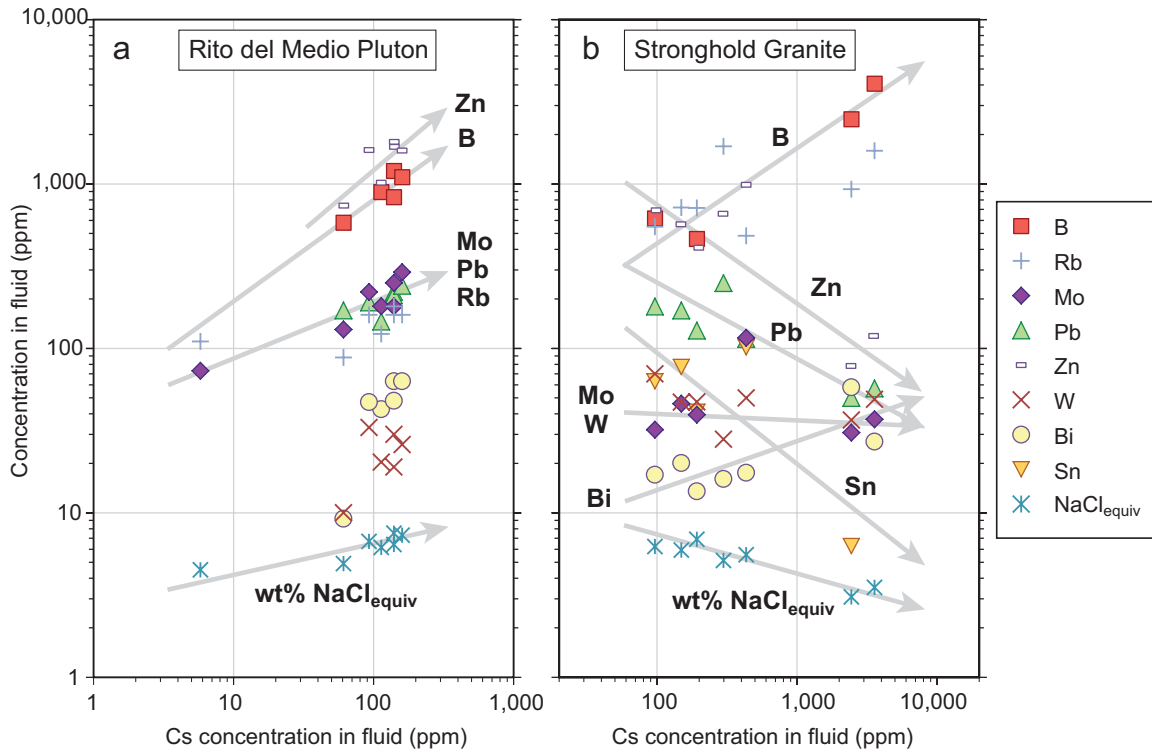 10,000
1,000
100
10
1
Concentration in fluid (ppm)
a
Rito del Medio Pluton
Zn
B
Mo
Pb
Rb
wt% NaClequiv
1
10
100
1,000
Cs concentration in fluid (ppm)
b
Stronghold Granite
B
Zn
Pb
Mo
W
Bi
Sn
wt% NaClequiv
100
1,000
10,000
Cs concentration in fluid (ppm)
B
Rb
Mo
Pb
Zn
W
Bi
Sn
NaClequiv